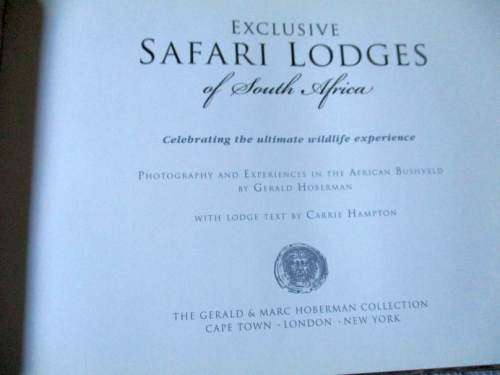 EXCLUSIVE
SAFARI LODGES
of South Africa
Celebrating the ultimate wildlife experience
PHOTOGRAPHY AND EXPERIENCES IN THE AFRICAN BUSHVELD
BY GERALD HOBERMAN
WITH LODGE TEXT BY CARRIE HAMPTON
THE GERALD & MARC HOBERMAN COLLECTION
CAPE TOWN · LONDON · NEW YORK